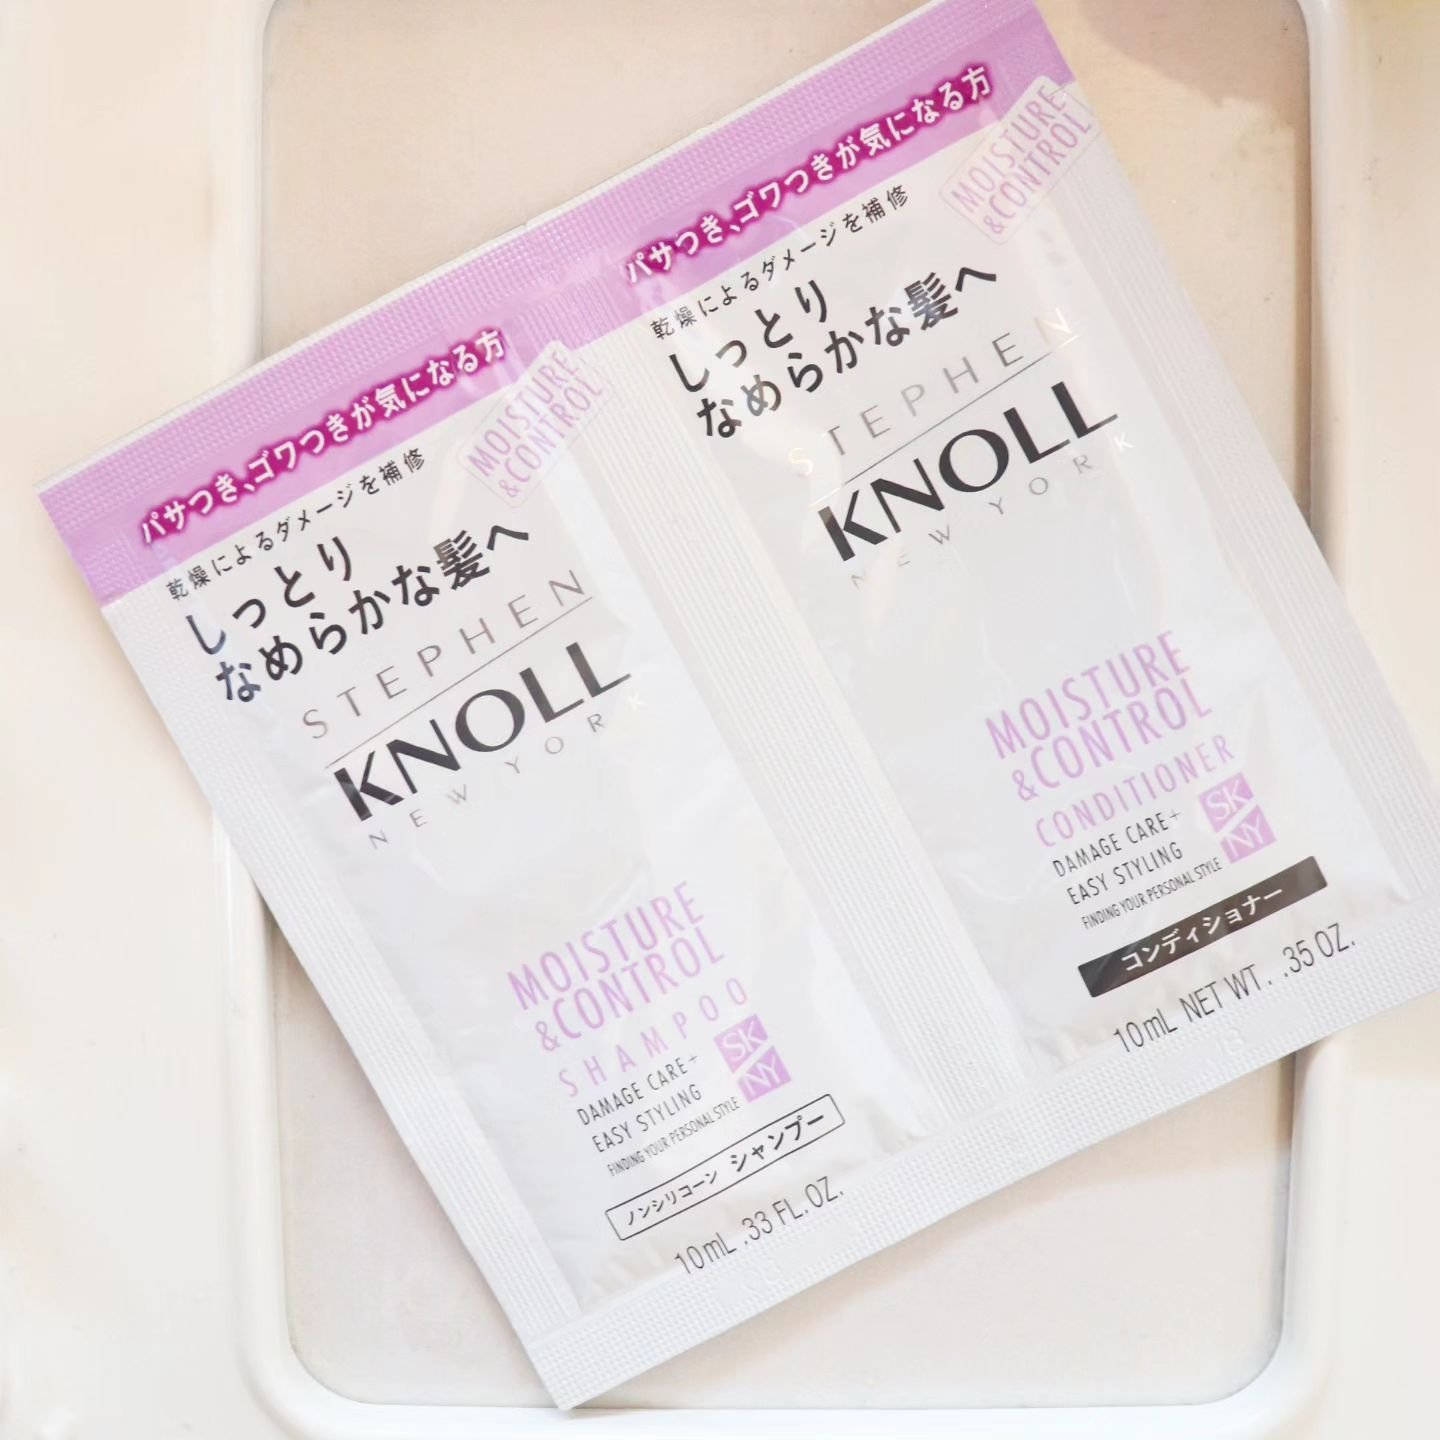 パサつき、ゴワつきが気になる方
MOISTURE
&CONTROL
乾燥によるダメージを補修
しっとり
なめらかな髪へ
STEPHEN
KNOLL
NEW YORK
MOISTURE
&CONTROL
SHAMPOO
DAMAGE CARE+
EASY STYLING
FINDING YOUR PERSONAL STYLE
SK
NY
ノンシリコーン シャンプー
10mL .33 FL.OZ.
パサつき、ゴワつきが気になる方
MOISTURE
&CONTROL
乾燥によるダメージを補修
しっとり
なめらかな髪へ
STEPHEN
KNOLL
NEW YORK
MOISTURE
&CONTROL
CONDITIONER
DAMAGE CARE+
EASY STYLING
FINDING YOUR PERSONAL STYLE
SK
NY
コンディショナー
10mL NET WT. .35 OZ.